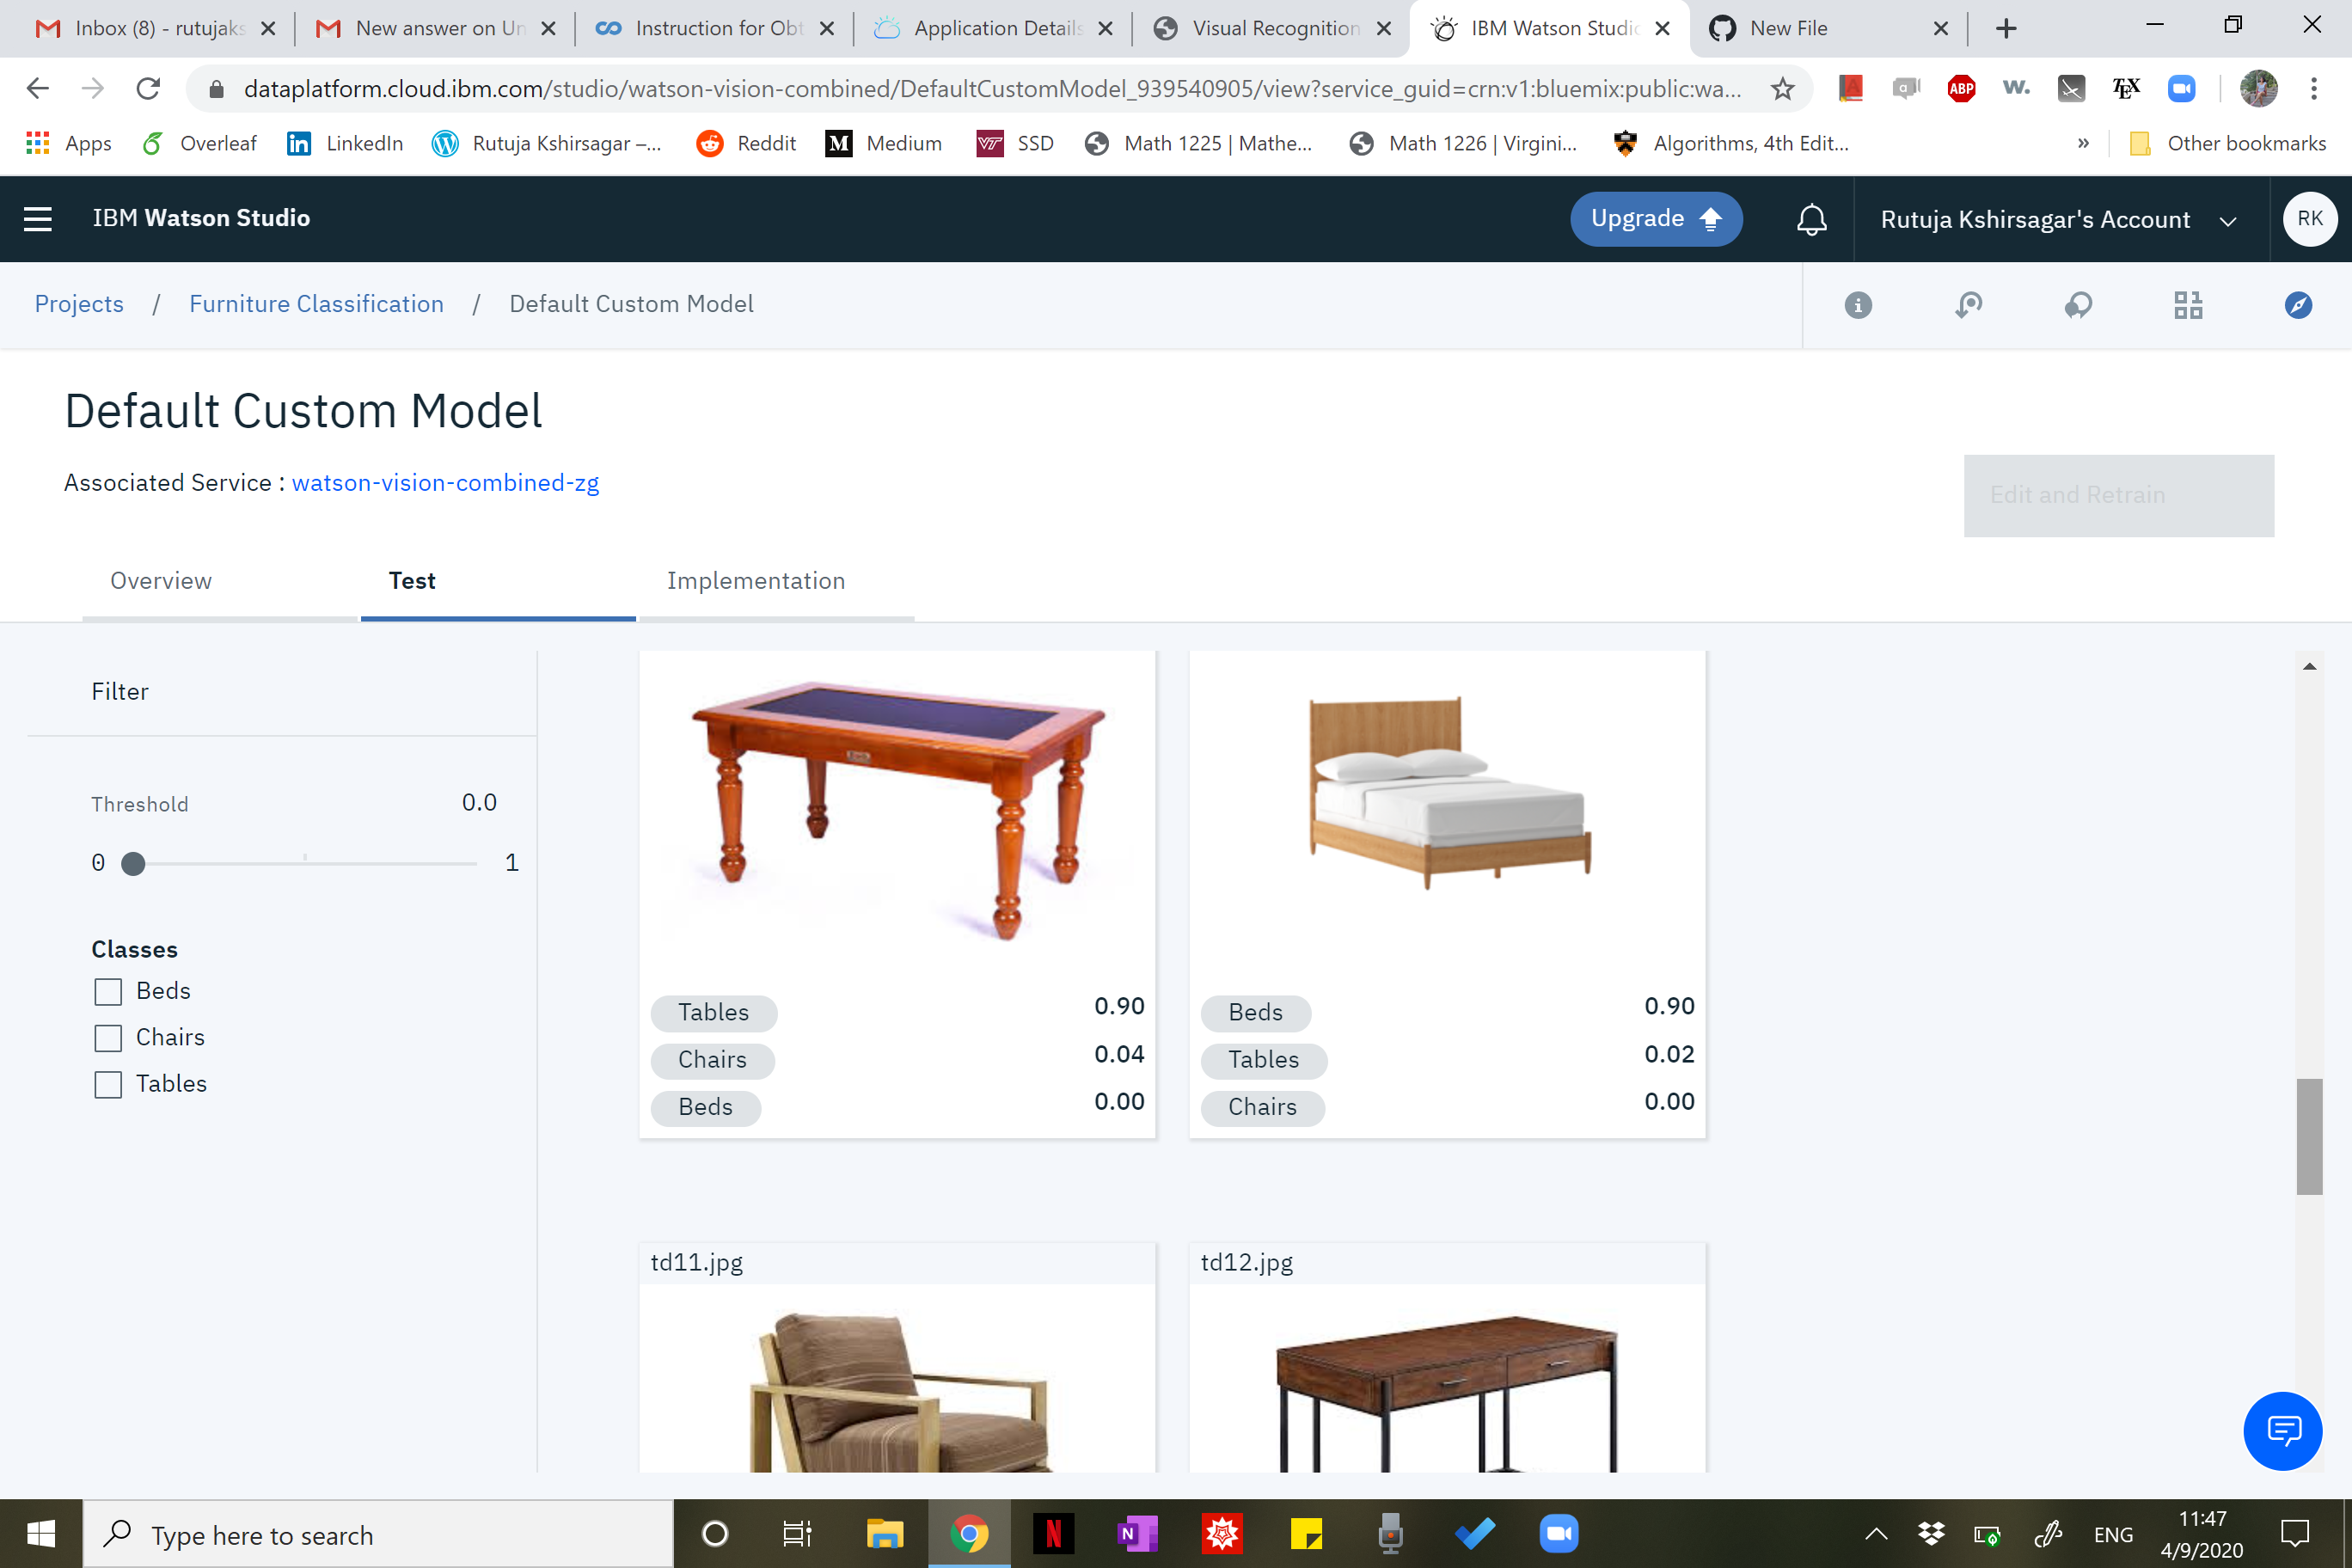 Inbox (8) - rutujaks
New answer on Un
Instruction for Obt
Application Details
Visual Recognition
IBM Watson Studio
New File
dataplatform.cloud.ibm.com/studio/watson-vision-combined/DefaultCustomModel_939540905/view?service_guid=crn:v1:bluemix:public:wa...
a
ABP
w.
TEX
Apps
Overleaf
LinkedIn
Rutuja Kshirsagar –...
Reddit
Medium
SSD
Math 1225 | Mathe...
Math 1226 | Virgini...
Algorithms, 4th Edit...
»
Other bookmarks
IBM Watson Studio
Upgrade
Rutuja Kshirsagar's Account
RK
Projects / Furniture Classification / Default Custom Model
Default Custom Model
Associated Service : watson-vision-combined-zg
Edit and Retrain
Overview
Test
Implementation
Filter
Threshold 0.0
0 1
Classes
Beds
Chairs
Tables
Tables 0.90
Chairs 0.04
Beds 0.00
Beds 0.90
Tables 0.02
Chairs 0.00
td11.jpg
td12.jpg
Type here to search
ENG
11:47
4/9/2020